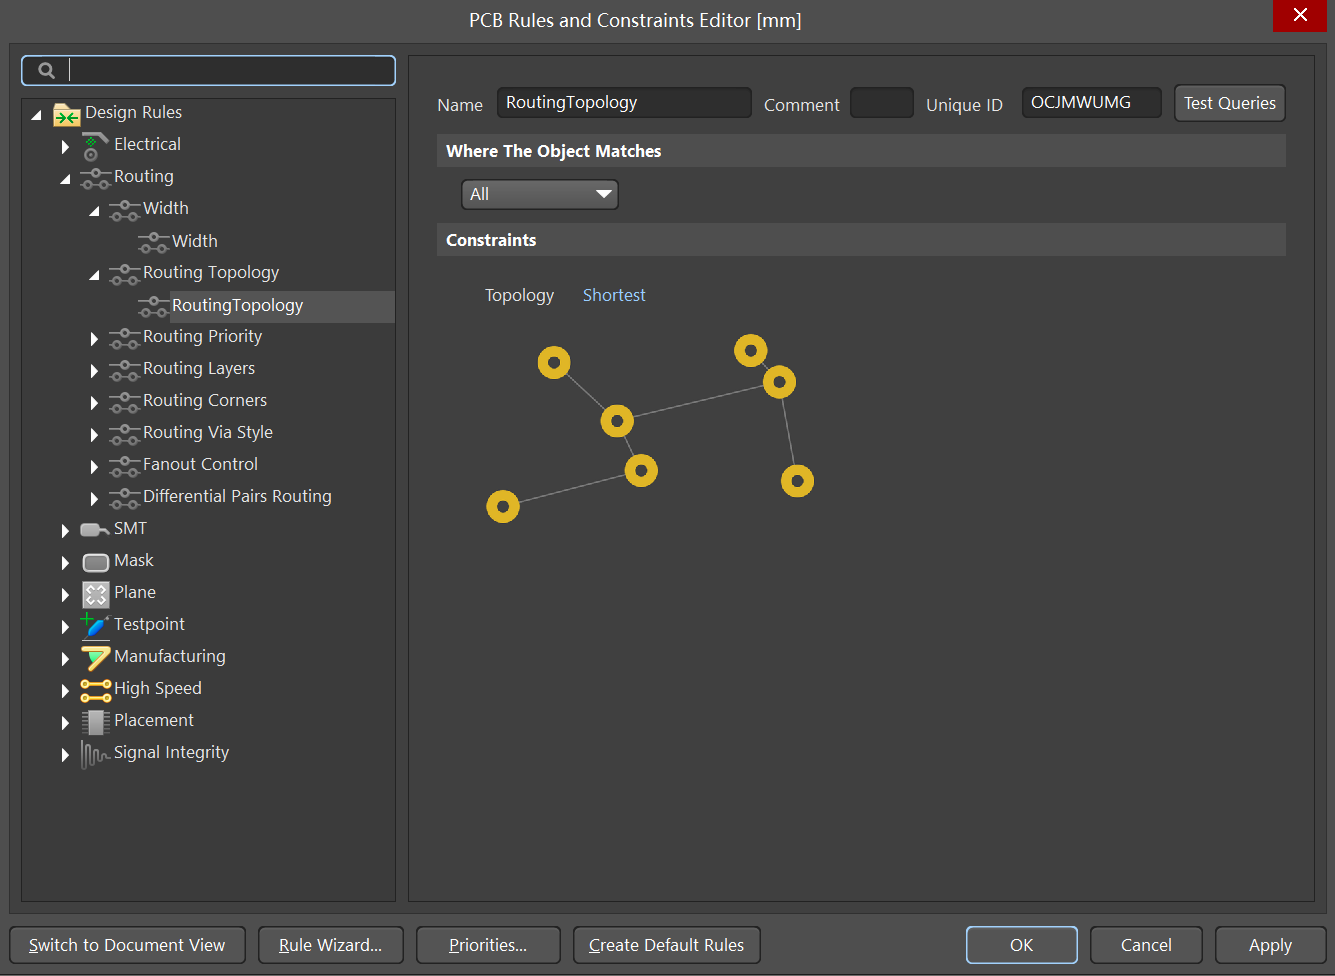 PCB Rules and Constraints Editor [mm]
Design Rules
Electrical
Routing
Width
Width
Routing Topology
RoutingTopology
Routing Priority
Routing Layers
Routing Corners
Routing Via Style
Fanout Control
Differential Pairs Routing
SMT
Mask
Plane
Testpoint
Manufacturing
High Speed
Placement
Signal Integrity
Name RoutingTopology Comment Unique ID OCJMWUMG Test Queries
Where The Object Matches
All
Constraints
Topology Shortest
Switch to Document View Rule Wizard... Priorities... Create Default Rules OK Cancel Apply